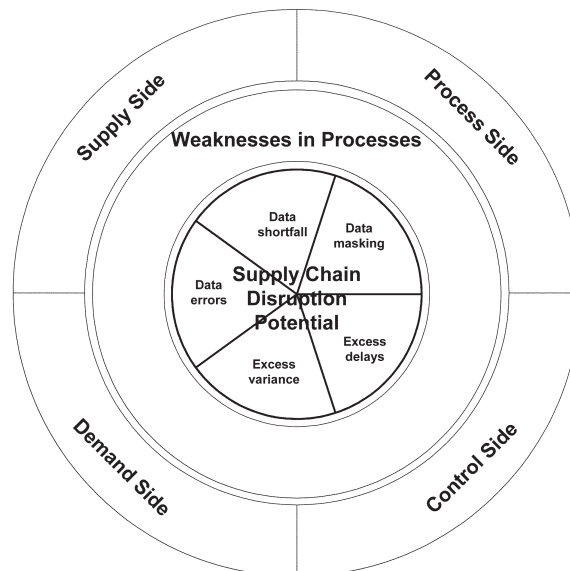 Supply Side
Process Side
Weaknesses in Processes
Data
shortfall
Data
masking
Data
errors
Supply Chain
Disruption
Potential
Excess
delays
Excess
variance
Demand Side
Control Side